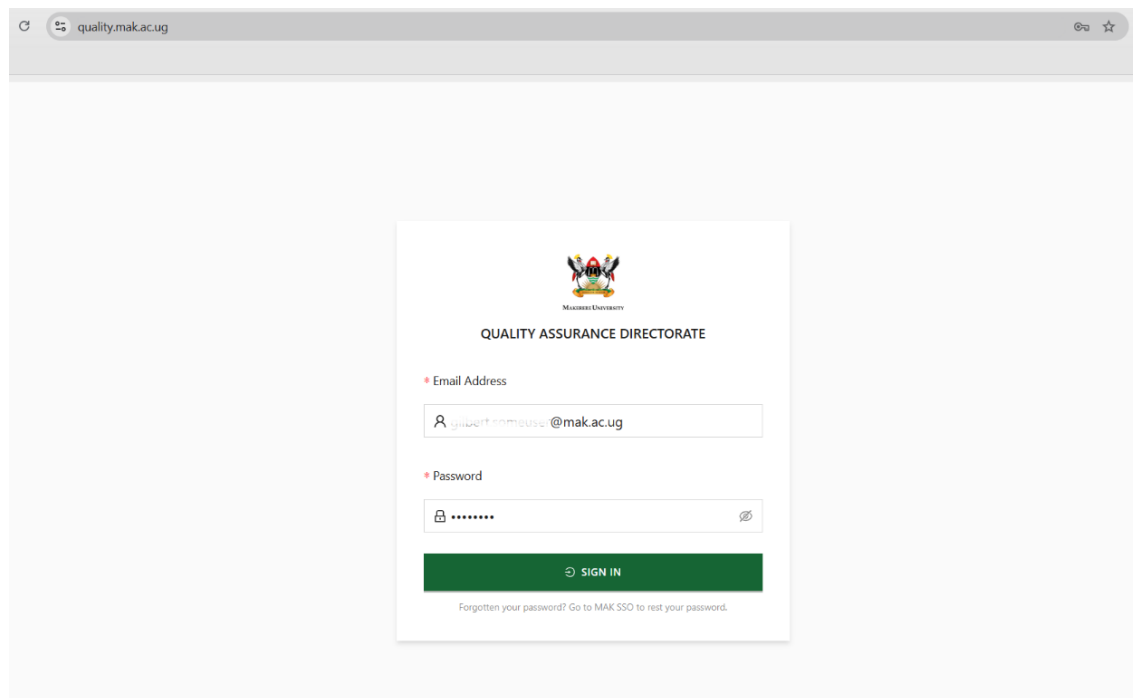 quality.mak.ac.ug
MAKERERE UNIVERSITY
QUALITY ASSURANCE DIRECTORATE
* Email Address
@mak.ac.ug
* Password
••••••••
SIGN IN
Forgotten your password? Go to MAK SSO to rest your password.